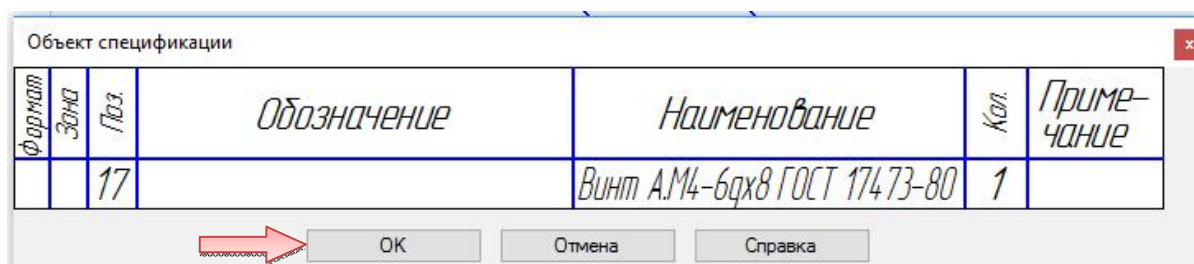 Объект спецификации
x
Формат Зона Поз. Обозначение Наименование Кол. Приме-
чание
17 Винт А.М4-6gх8 ГОСТ 17473-80 1
ОК Отмена Справка